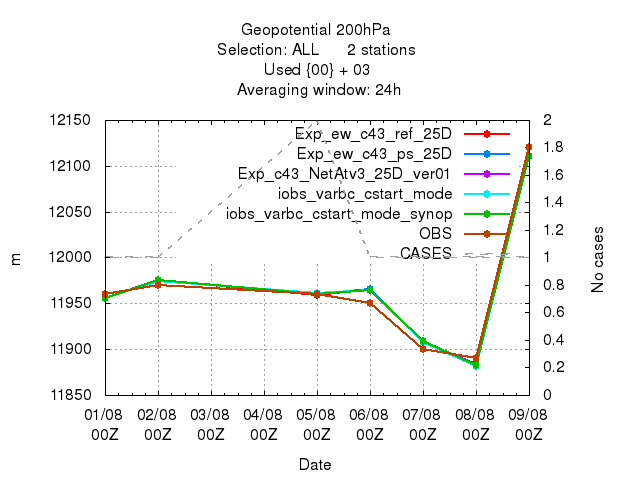 Geopotential 200hPa
Selection: ALL 2 stations
Used {00} + 03
Averaging window: 24h
12150
12100
12050
12000
11950
11900
11850
m
Exp_ew_c43_ref_25D
Exp_ew_c43_ps_25D
Exp_c43_NetAtv3_25D_ver01
iobs_varbc_cstart_mode
iobs_varbc_cstart_mode_synop
OBS
CASES
2
1.8
1.6
1.4
1.2
1
0.8
0.6
0.4
0.2
0
No cases
01/08 02/08 03/08 04/08 05/08 06/08 07/08 08/08 09/08
00Z 00Z 00Z 00Z 00Z 00Z 00Z 00Z 00Z
Date